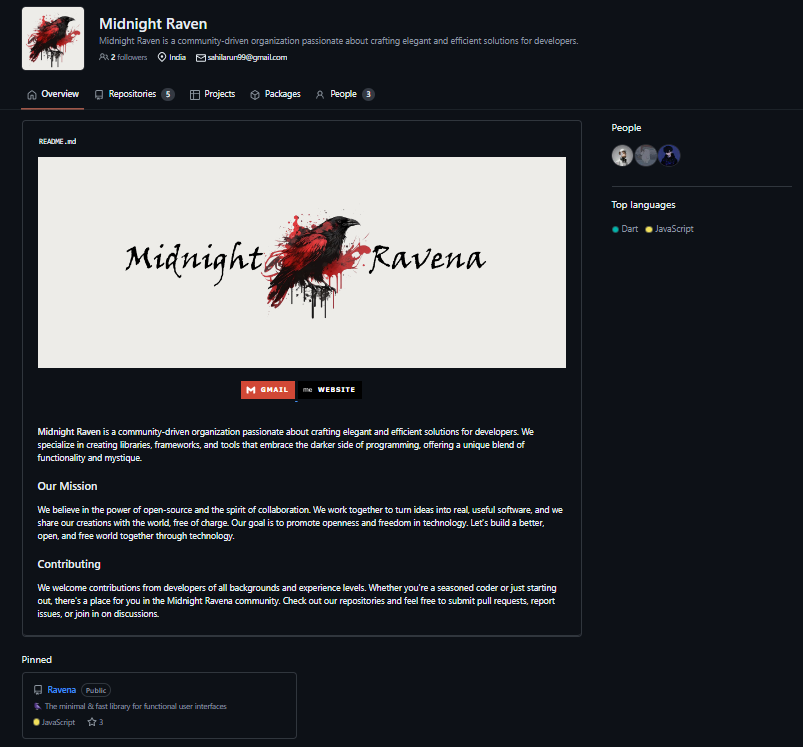 Midnight Raven
Midnight Raven is a community-driven organization passionate about crafting elegant and efficient solutions for developers.
2 followers India sahilarun99@gmail.com
Overview Repositories 5 Projects Packages People 3
README.md
Midnight Ravena
GMAIL me WEBSITE
Midnight Raven is a community-driven organization passionate about crafting elegant and efficient solutions for developers. We
specialize in creating libraries, frameworks, and tools that embrace the darker side of programming, offering a unique blend of
functionality and mystique.
Our Mission
We believe in the power of open-source and the spirit of collaboration. We work together to turn ideas into real, useful software, and we
share our creations with the world, free of charge. Our goal is to promote openness and freedom in technology. Let's build a better,
open, and free world together through technology.
Contributing
We welcome contributions from developers of all backgrounds and experience levels. Whether you're a seasoned coder or just starting
out, there's a place for you in the Midnight Ravena community. Check out our repositories and feel free to submit pull requests, report
issues, or join in on discussions.
People
Top languages
Dart JavaScript
Pinned
Ravena Public
The minimal & fast library for functional user interfaces
JavaScript 3